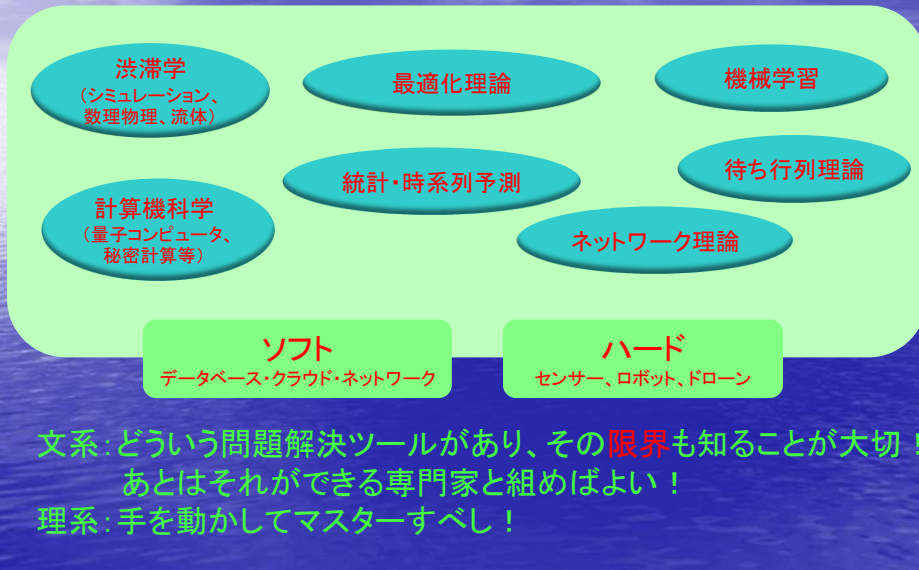 渋滞学
(シミュレーション、
数理物理、流体)
最適化理論
機械学習
統計・時系列予測
待ち行列理論
計算機科学
(量子コンピュータ、
秘密計算等)
ネットワーク理論
ソフト
データベース・クラウド・ネットワーク
ハード
センサー、ロボット、ドローン
文系:どういう問題解決ツールがあり、その限界も知ることが大切!
あとはそれができる専門家と組めばよい!
理系:手を動かしてマスターすべし!